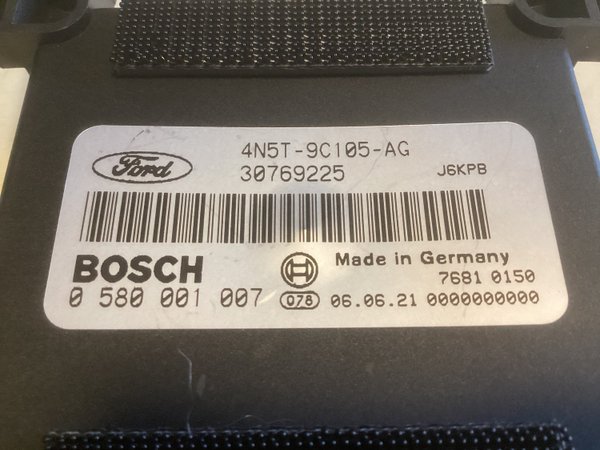 4N5T-9C105-AG
Ford
30769225 J6KPB
BOSCH
Made in Germany
7681 0150
0 580 001 007 078 06.06.21 0000000000